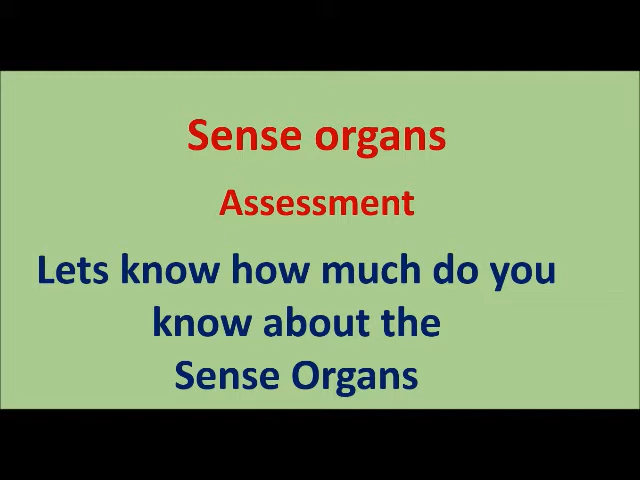 Sense organs
Assessment
Lets know how much do you
know about the
Sense Organs